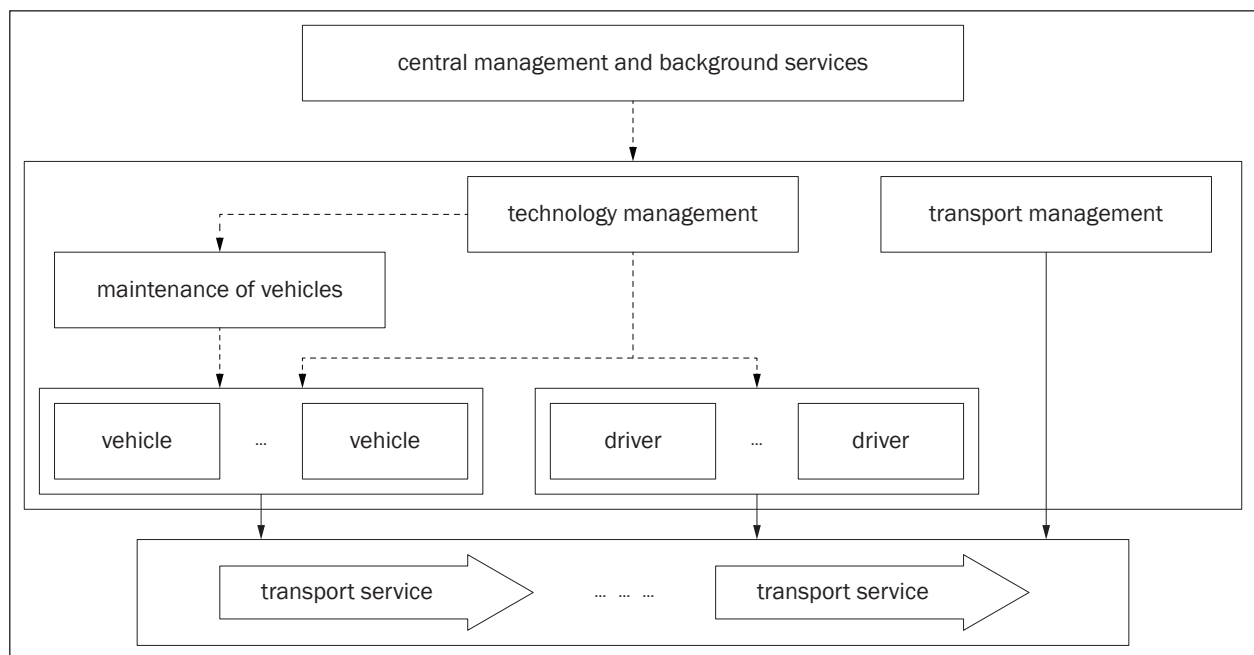 central management and background services
technology management
transport management
maintenance of vehicles
vehicle ... vehicle
driver ... driver
transport service ... ... ... transport service